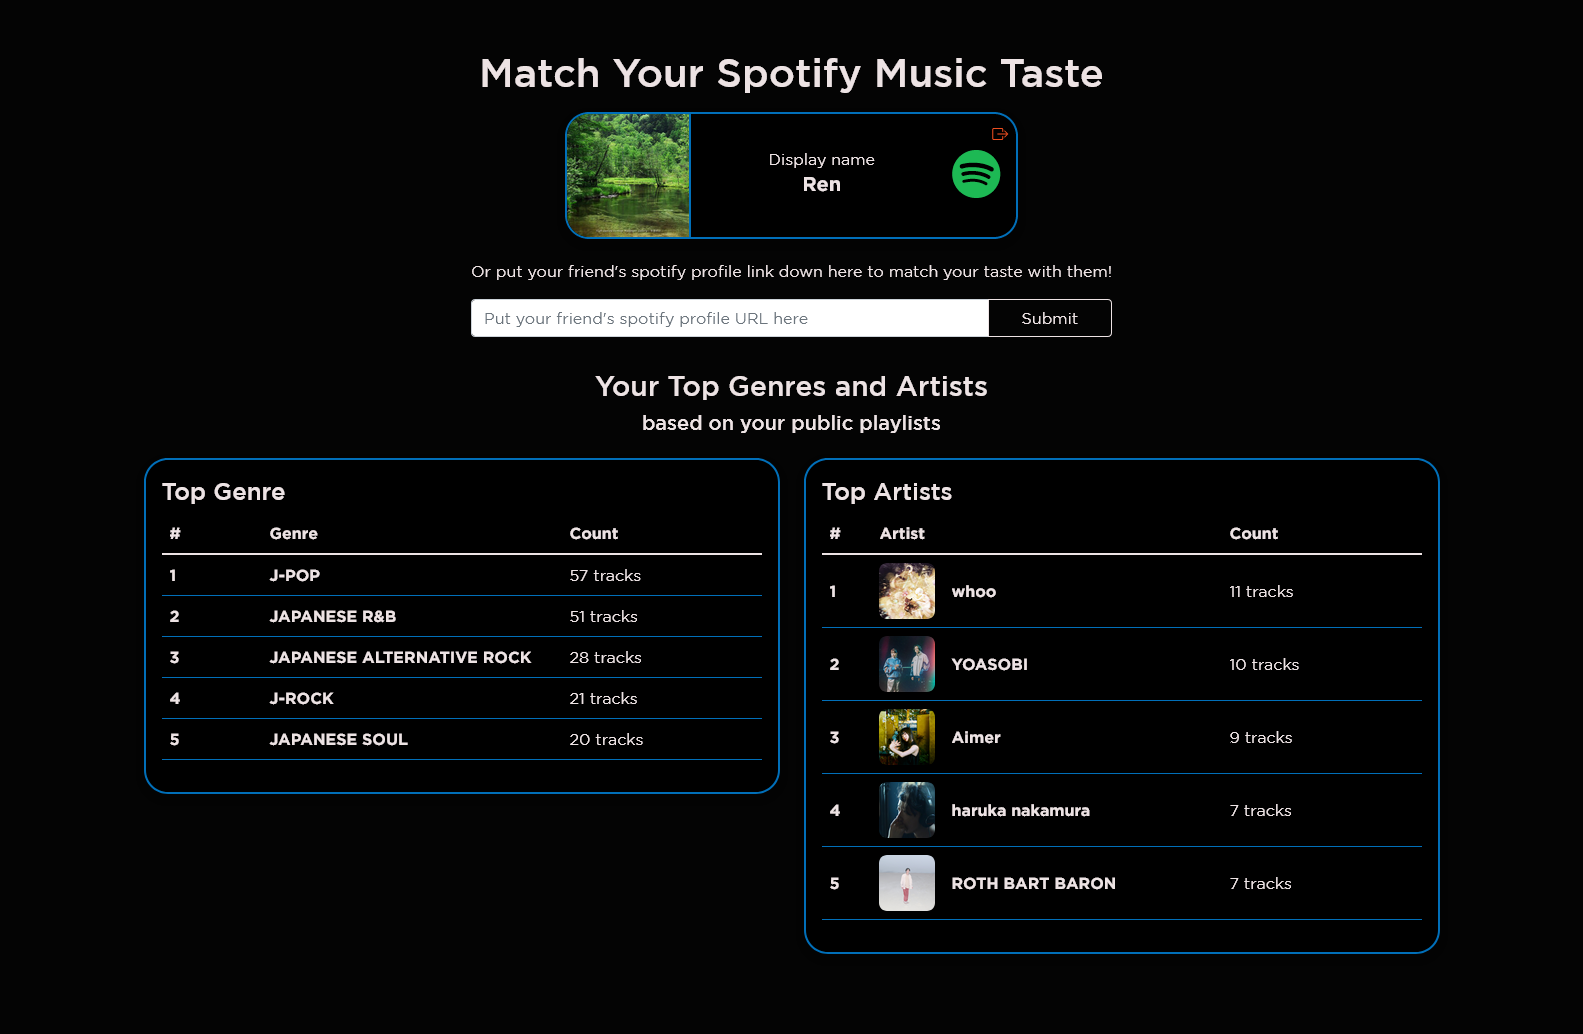 Match Your Spotify Music Taste
Display name
Ren
Or put your friend's spotify profile link down here to match your taste with them!
Put your friend's spotify profile URL here
Submit
Your Top Genres and Artists
based on your public playlists
Top Genre
# Genre Count
1 J-POP 57 tracks
2 JAPANESE R&B 51 tracks
3 JAPANESE ALTERNATIVE ROCK 28 tracks
4 J-ROCK 21 tracks
5 JAPANESE SOUL 20 tracks
Top Artists
# Artist Count
1 whoo 11 tracks
2 YOASOBI 10 tracks
3 Aimer 9 tracks
4 haruka nakamura 7 tracks
5 ROTH BART BARON 7 tracks